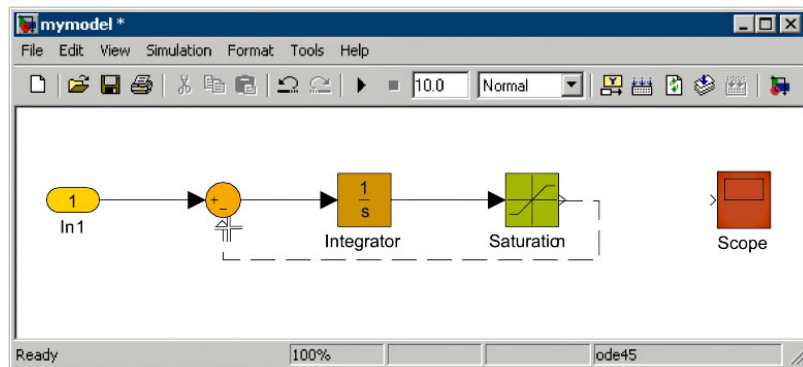 mymodel *
File Edit View Simulation Format Tools Help
10.0 Normal
1
In1
+
-
1
s
Integrator
Saturation
Scope
Ready 100% ode45